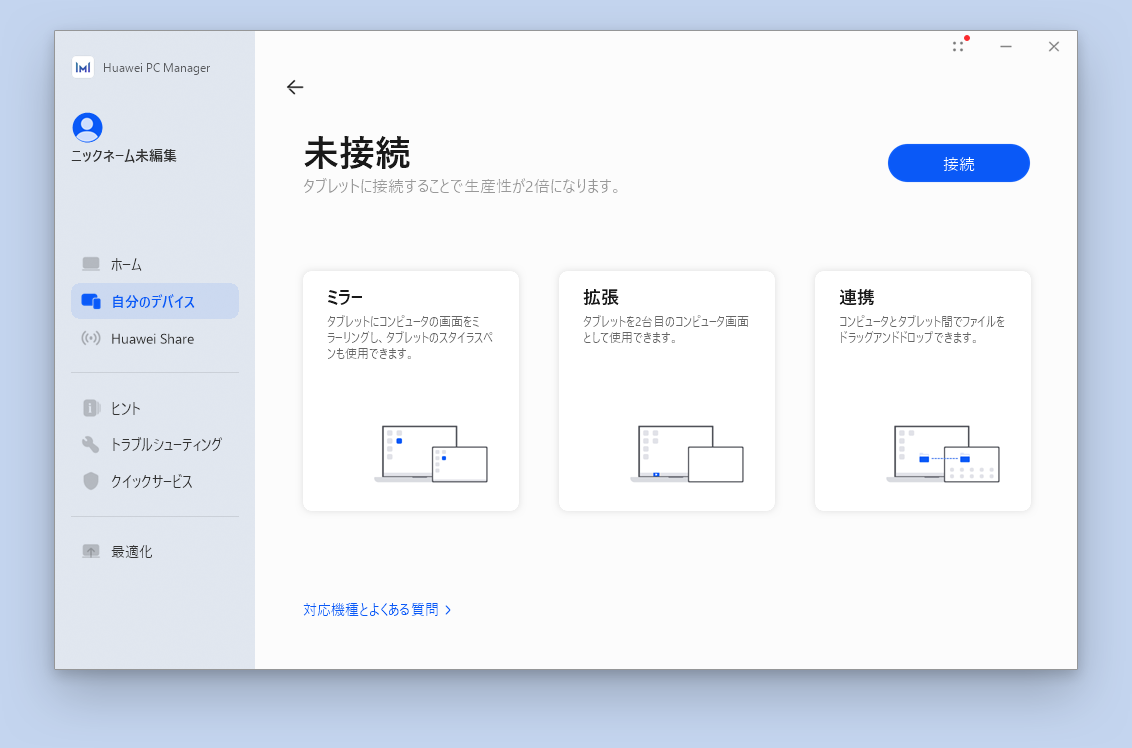 Huawei PC Manager
ニックネーム未編集
ホーム
自分のデバイス
Huawei Share
ヒント
トラブルシューティング
クイックサービス
最適化
未接続
タブレットに接続することで生産性が2倍になります。
接続
ミラー
タブレットにコンピュータの画面をミ
ラーリングし、タブレットのスタイラスペ
ンも使用できます。
拡張
タブレットを2台目のコンピュータ画面
として使用できます。
連携
コンピュータとタブレット間でファイルを
ドラッグアンドドロップできます。
対応機種とよくある質問